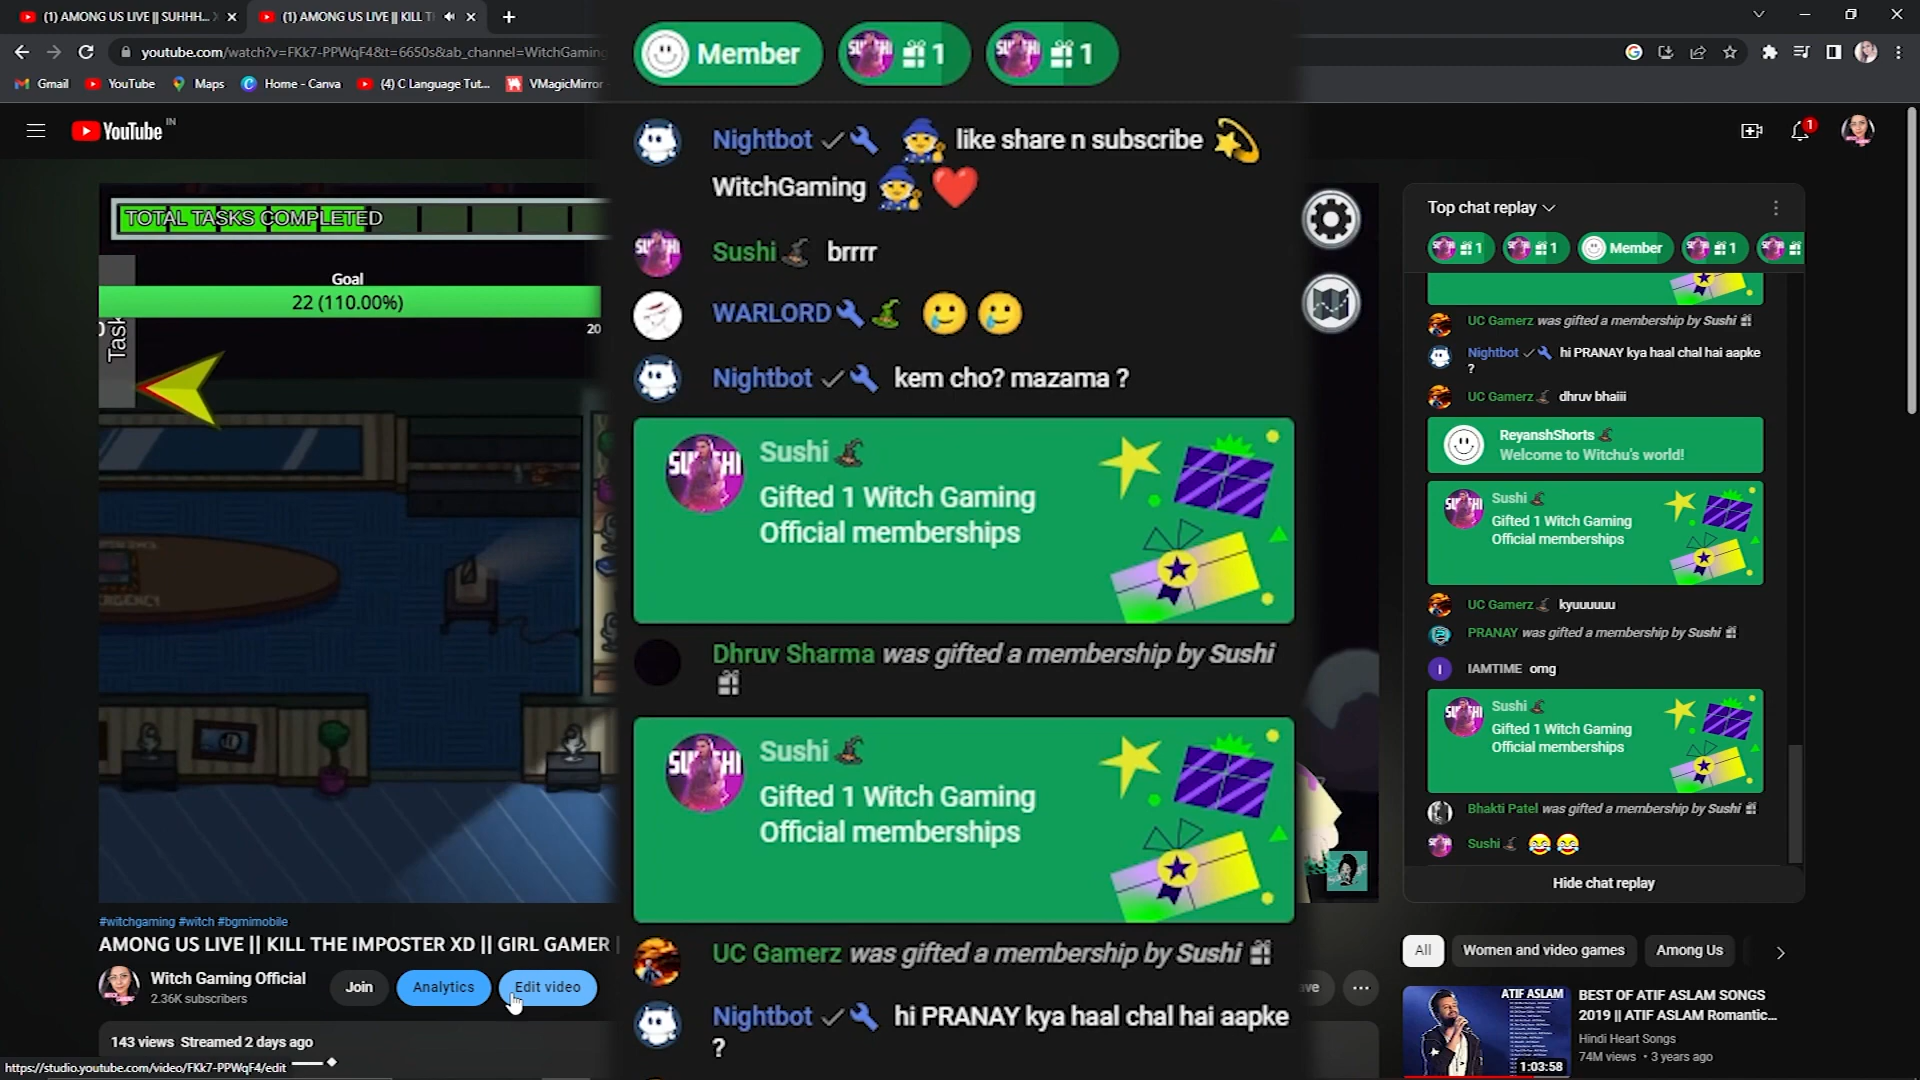 (1) AMONG US LIVE || SUHHH...
(1) AMONG US LIVE || KILL T
youtube.com/watch?v=FKk7-PPWqF4&t=6650s&ab_channel=WitchGaming
Gmail
YouTube
Maps
Home - Canva
(4) C Language Tut...
VMagicMirror
YouTube IN
1
TOTAL TASKS COMPLETED
Goal
22 (110.00%)
20
Task
#witchgaming #witch #bgmimobile
AMONG US LIVE || KILL THE IMPOSTER XD || GIRL GAMER |
Witch Gaming Official
2.36K subscribers
Join
Analytics
Edit video
143 views Streamed 2 days ago
https://studio.youtube.com/video/FKk7-PPWqF4/edit
Member
SUSHI 1
SUSHI 1
Nightbot like share n subscribe
WitchGaming
Sushi brrrr
WARLORD 🥲 🥲
Nightbot kem cho? mazama ?
Sushi
Gifted 1 Witch Gaming
Official memberships
Dhruv Sharma was gifted a membership by Sushi
Sushi
Gifted 1 Witch Gaming
Official memberships
UC Gamerz was gifted a membership by Sushi
Nightbot hi PRANAY kya haal chal hai aapke
?
Top chat replay
1
1
Member
1
UC Gamerz was gifted a membership by Sushi
Nightbot hi PRANAY kya haal chal hai aapke
?
UC Gamerz dhruv bhaiii
ReyanshShorts
Welcome to Witchu's world!
Sushi
Gifted 1 Witch Gaming
Official memberships
UC Gamerz kyuuuuuu
PRANAY was gifted a membership by Sushi
I IAMTIME omg
Sushi
Gifted 1 Witch Gaming
Official memberships
Bhakti Patel was gifted a membership by Sushi
Sushi 😂 😂
Hide chat replay
All
Women and video games
Among Us
ATIF ASLAM
SONGS
1:03:58
BEST OF ATIF ASLAM SONGS
2019 || ATIF ASLAM Romantic...
Hindi Heart Songs
74M views • 3 years ago